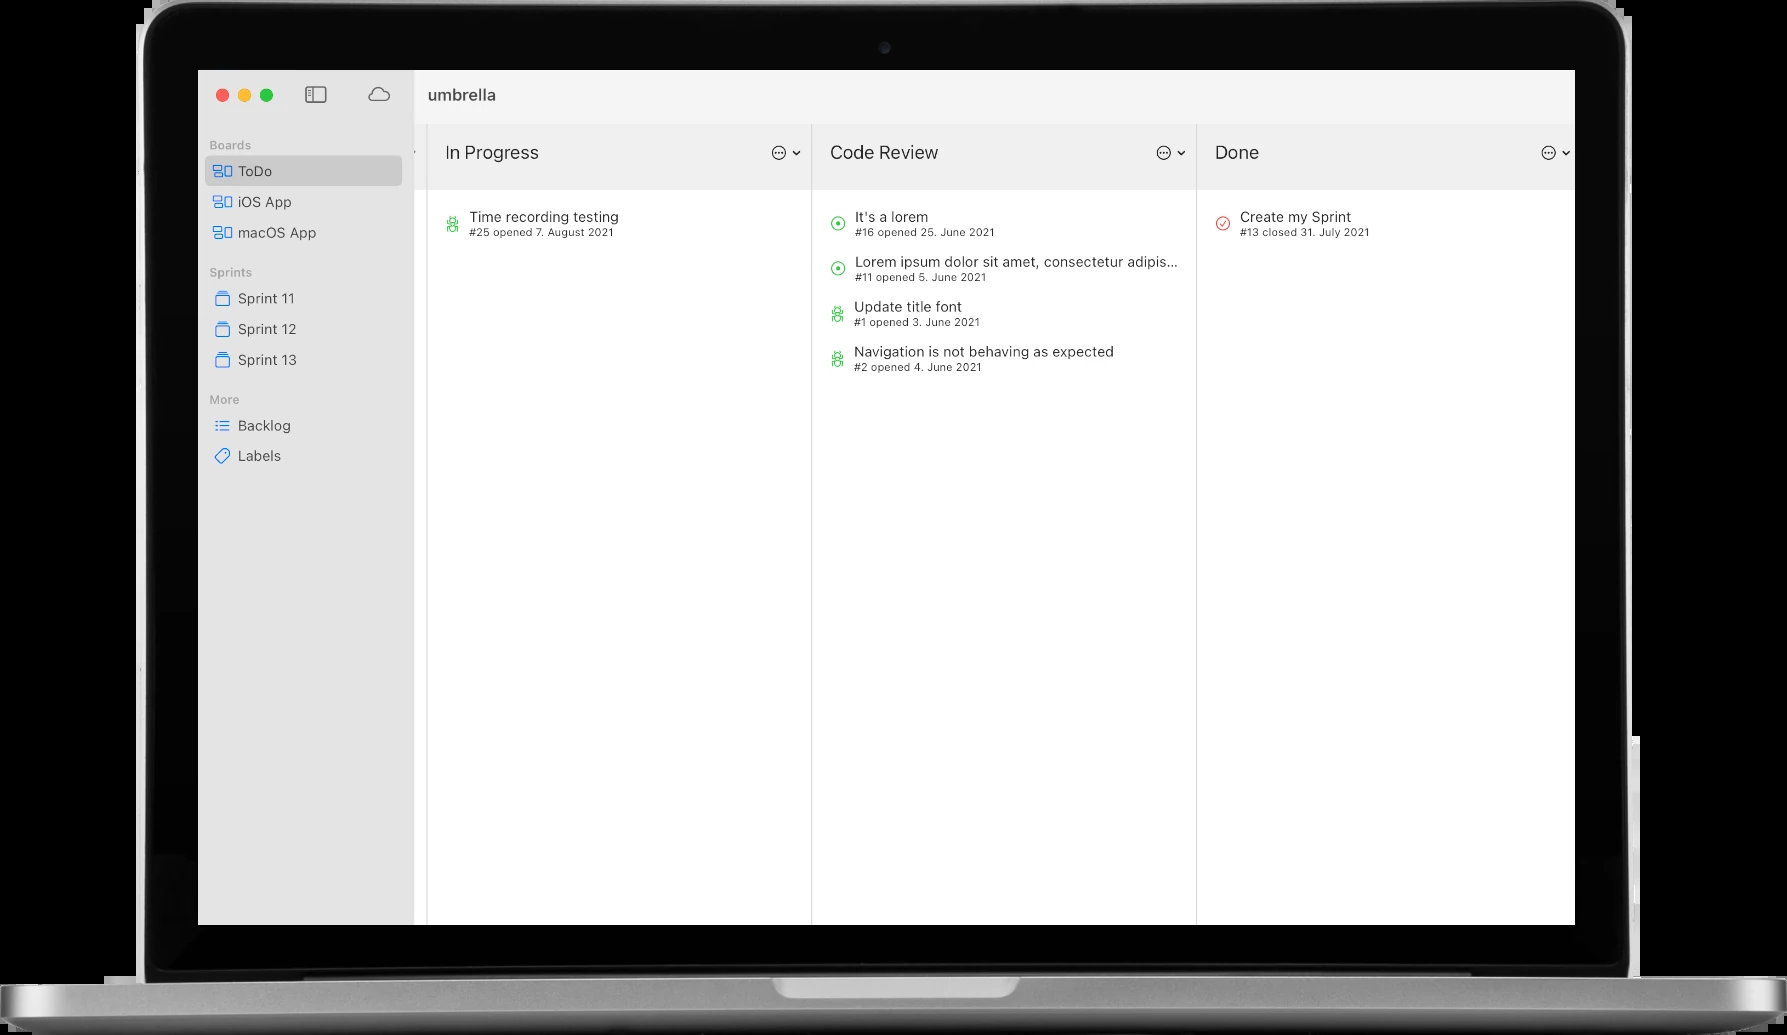 umbrella
Boards
ToDo
iOS App
macOS App
Sprints
Sprint 11
Sprint 12
Sprint 13
More
Backlog
Labels
In Progress
Time recording testing
#25 opened 7. August 2021
Code Review
It's a lorem
#16 opened 25. June 2021
Lorem ipsum dolor sit amet, consectetur adipis...
#11 opened 5. June 2021
Update title font
#1 opened 3. June 2021
Navigation is not behaving as expected
#2 opened 4. June 2021
Done
Create my Sprint
#13 closed 31. July 2021